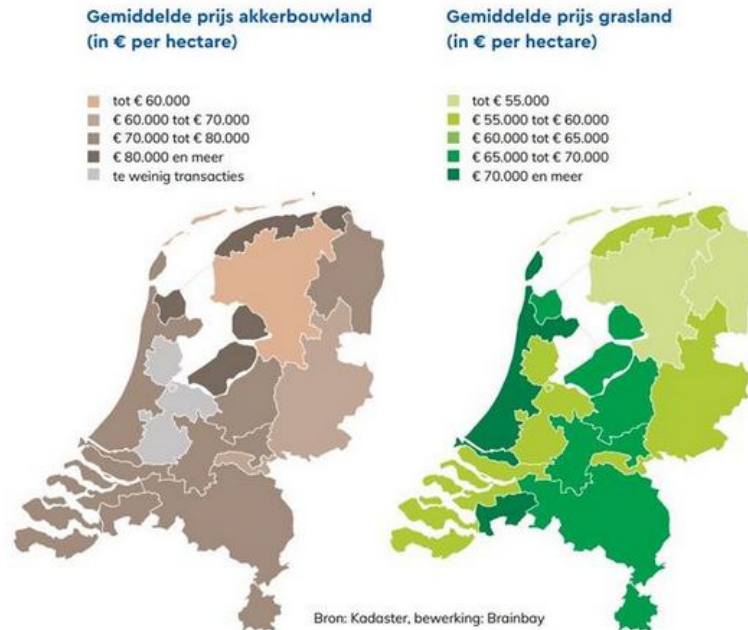 Gemiddelde prijs akkerbouwland
(in € per hectare)
tot € 60.000
€ 60.000 tot € 70.000
€ 70.000 tot € 80.000
€ 80.000 en meer
te weinig transacties
Gemiddelde prijs grasland
(in € per hectare)
tot € 55.000
€ 55.000 tot € 60.000
€ 60.000 tot € 65.000
€ 65.000 tot € 70.000
€ 70.000 en meer
Bron: Kadaster, bewerking: Brainbay